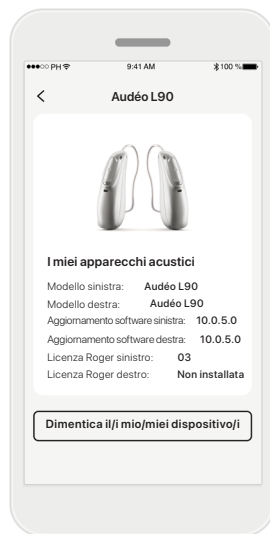 PH 9:41 AM 100 %
Audéo L90
I miei apparecchi acustici
Modello sinistra: Audéo L90
Modello destra: Audéo L90
Aggiornamento software sinistra: 10.0.5.0
Aggiornamento software destra: 10.0.5.0
Licenza Roger sinistro: 03
Licenza Roger destro: Non installata
Dimentica il/i mio/miei dispositivo/i